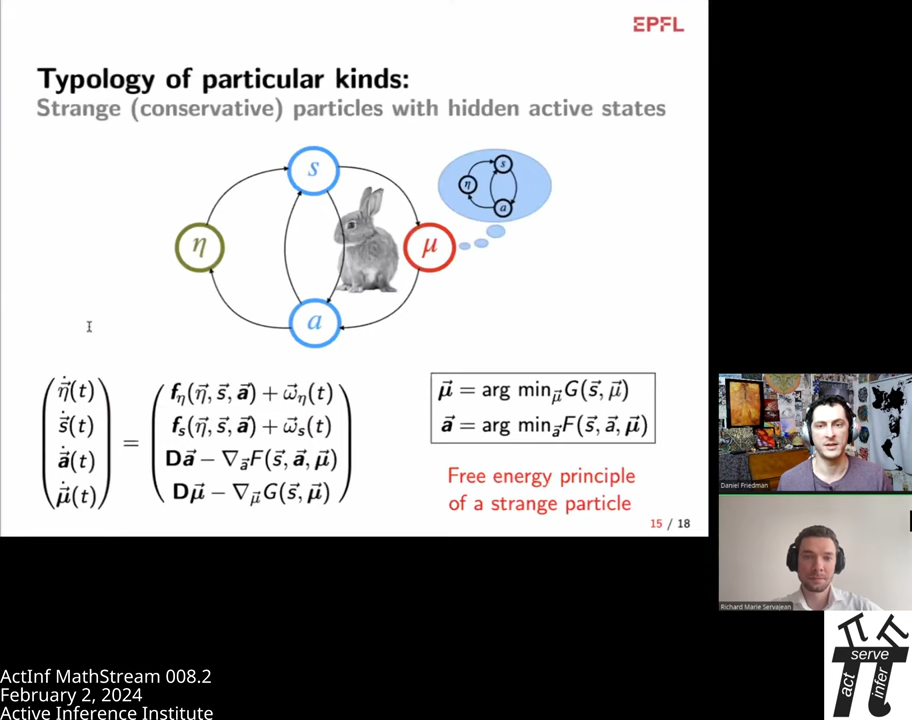 EPFL
Typology of particular kinds:
Strange (conservative) particles with hidden active states
s
η
μ
a
s
η
a
η̇⃗(t)
ṡ⃗(t)
ȧ⃗(t)
μ̇⃗(t)
=
f_η(η⃗, s⃗, a⃗) + ω⃗_η(t)
f_s(η⃗, s⃗, a⃗) + ω⃗_s(t)
Da⃗ − ∇_a⃗ F(s⃗, a⃗, μ⃗)
Dμ⃗ − ∇_μ⃗ G(s⃗, μ⃗)
μ⃗ = arg min_μ⃗ G(s⃗, μ⃗)
a⃗ = arg min_a⃗ F(s⃗, a⃗, μ⃗)
Free energy principle
of a strange particle
15 / 18
Daniel Friedman
Richard Marie Servajean
serve
act
infer
ActInf MathStream 008.2
February 2, 2024
Active Inference Institute